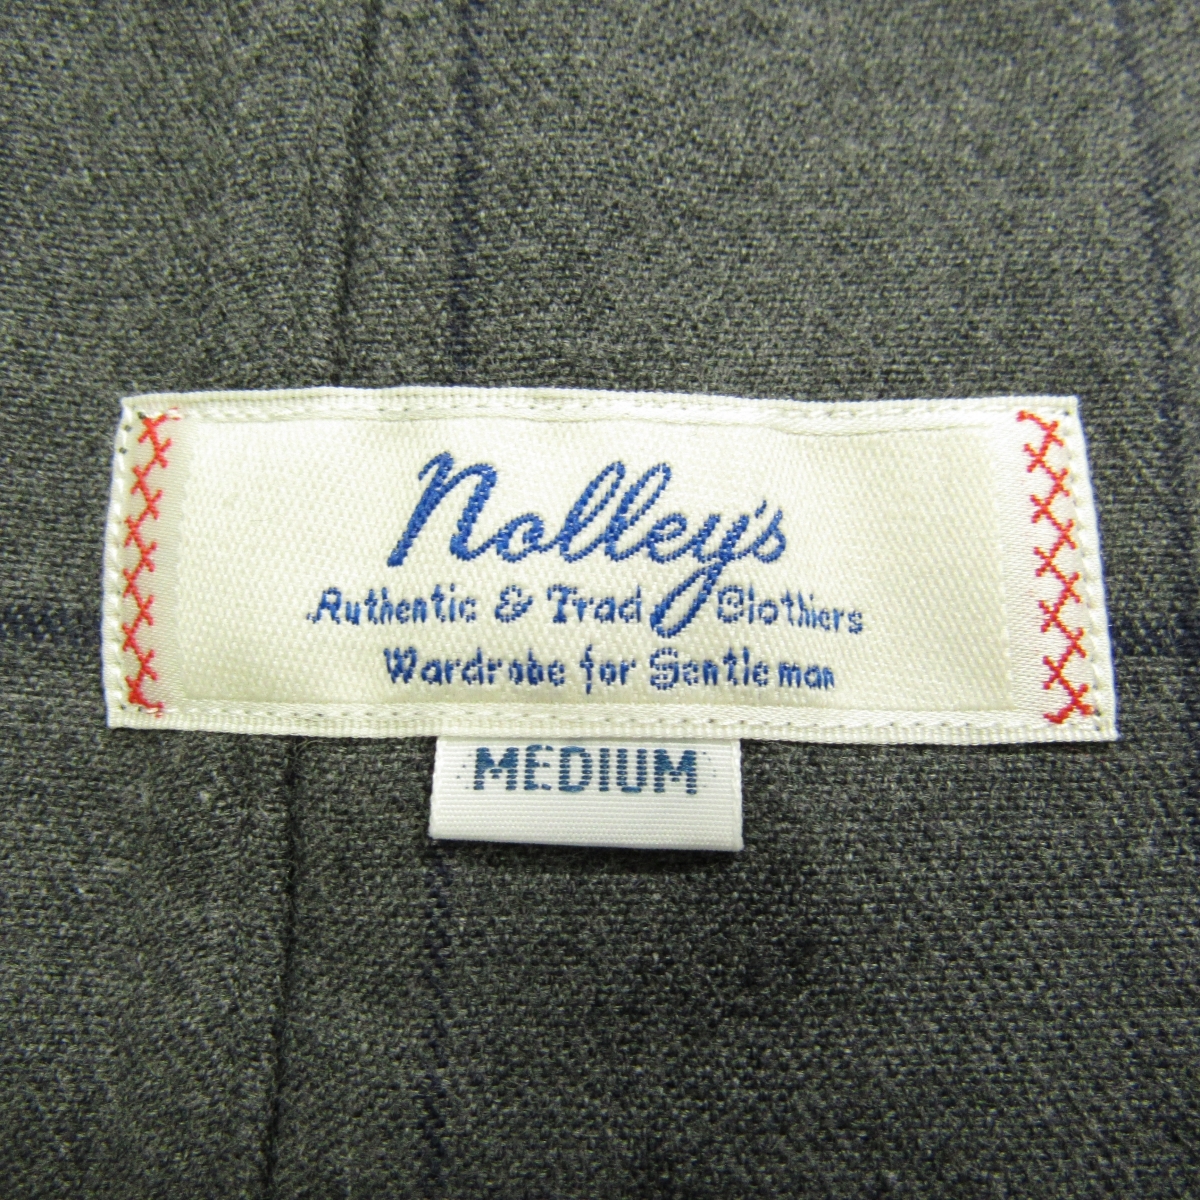 Nolley's
Authentic & Trad Clothiers
Wardrobe for Gentleman
MEDIUM